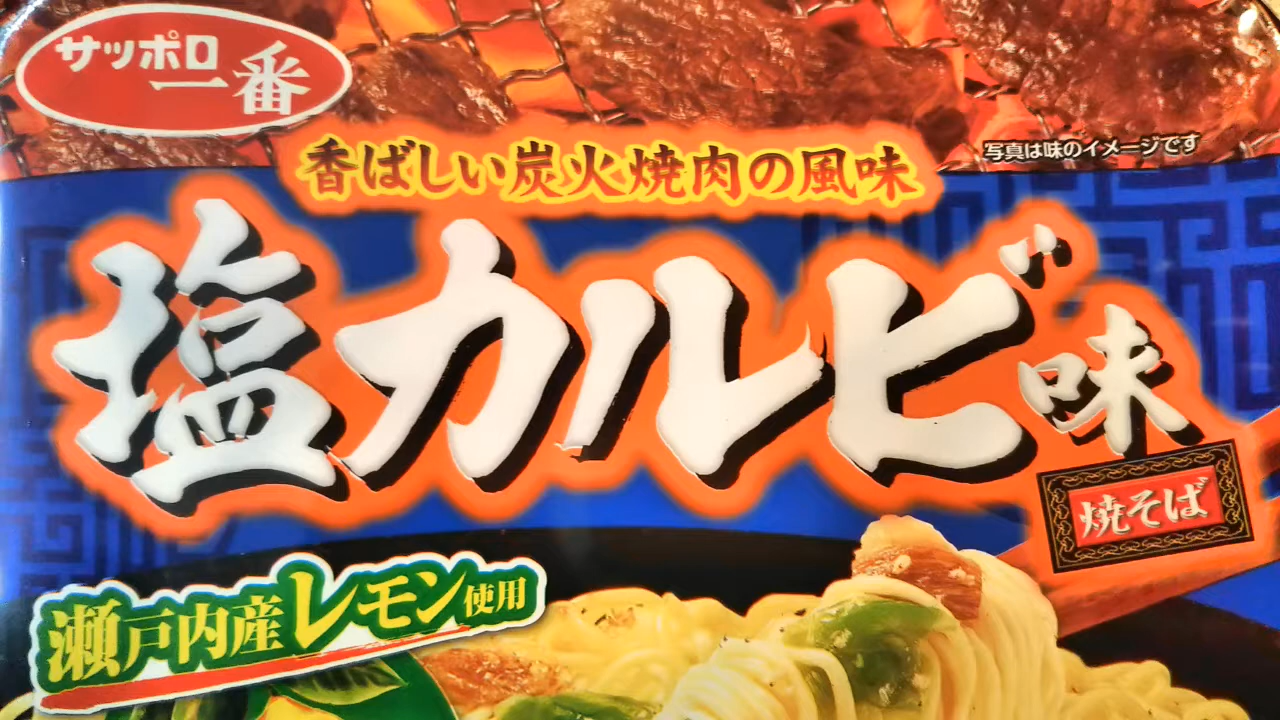 サッポロ
一番
香ばしい炭火焼肉の風味
写真は味のイメージです
塩カルビ味
焼そば
瀬戸内産レモン使用